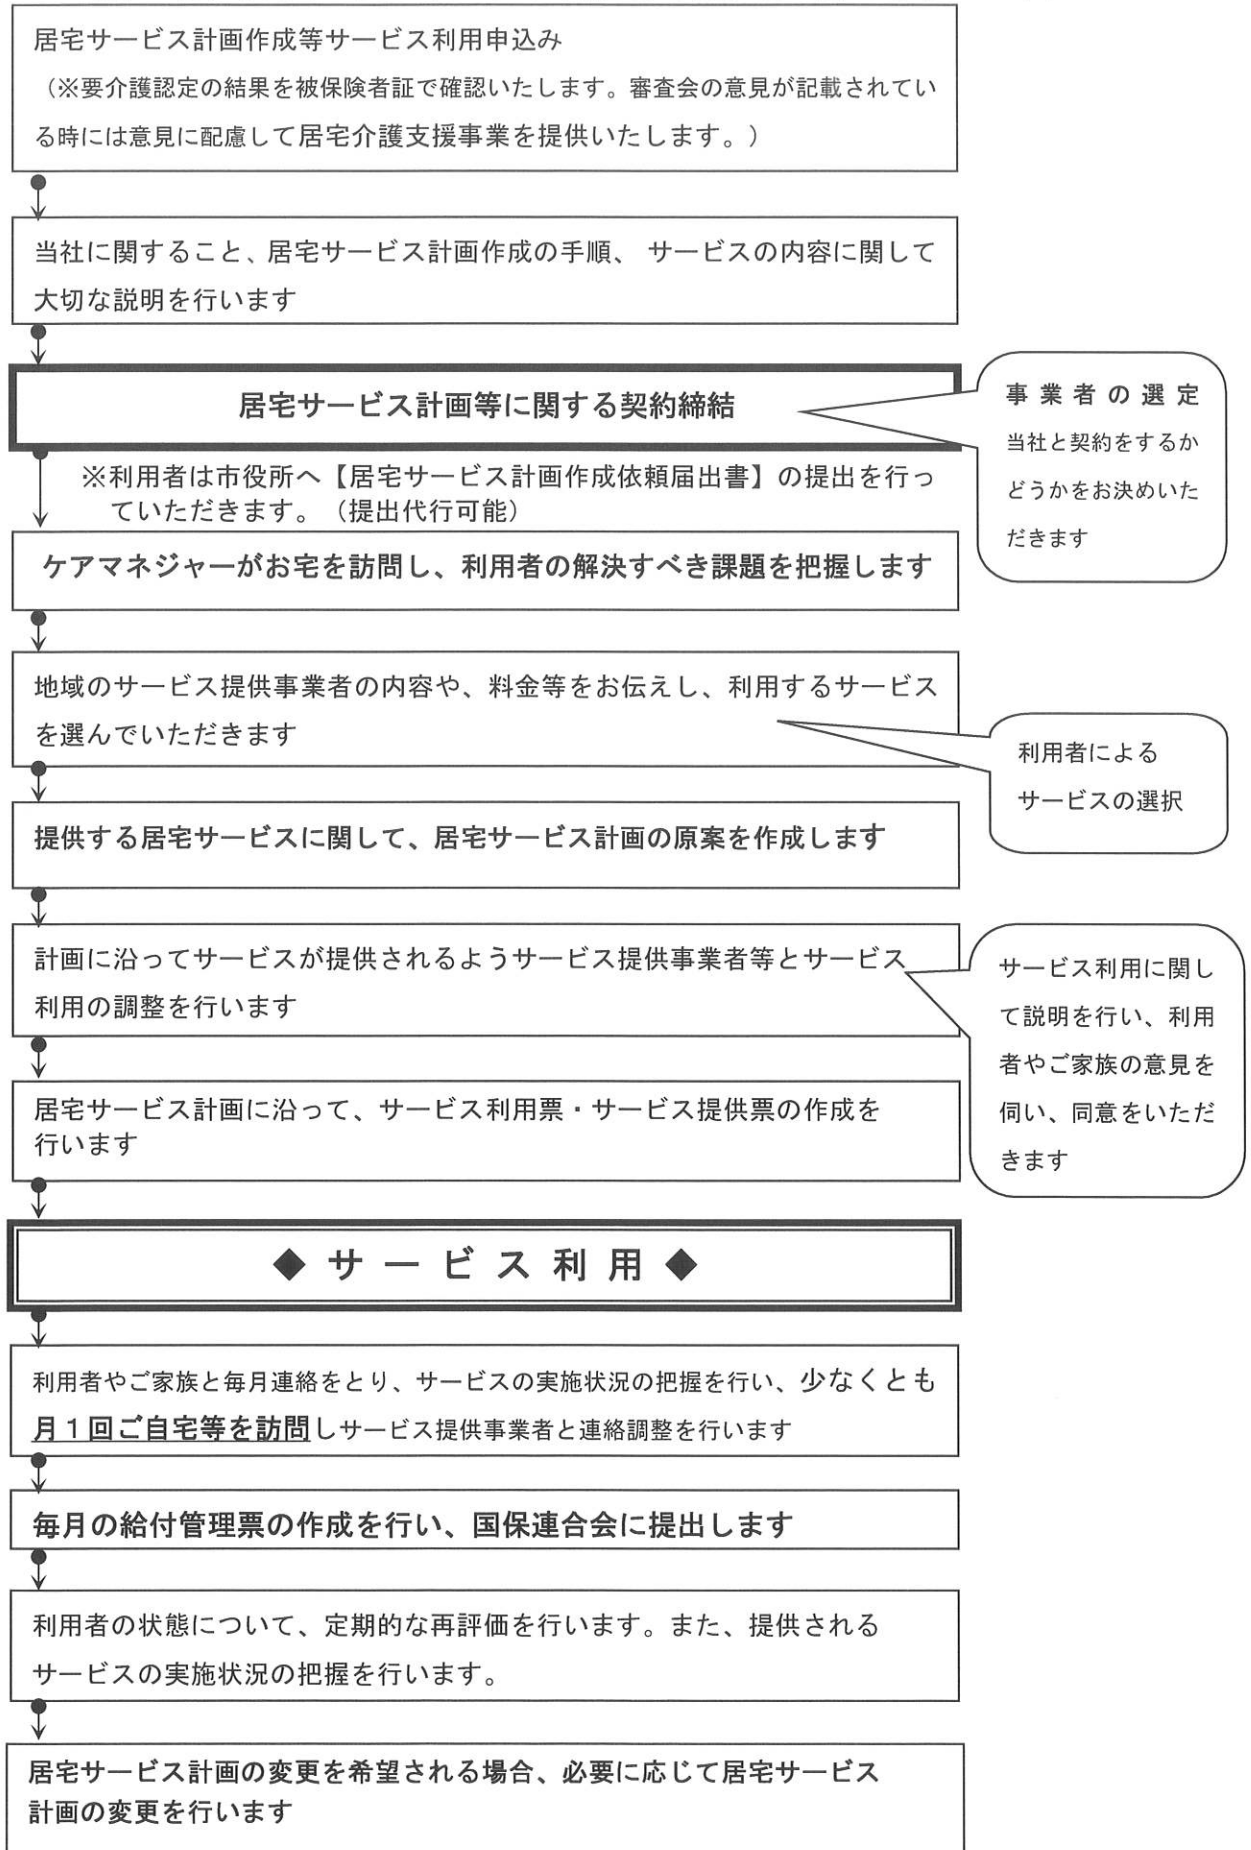 居宅サービス計画作成等サービス利用申込み
（※要介護認定の結果を被保険者証で確認いたします。審査会の意見が記載されてい
る時には意見に配慮して居宅介護支援事業を提供いたします。）
当社に関すること、居宅サービス計画作成の手順、 サービスの内容に関して
大切な説明を行います
居宅サービス計画等に関する契約締結
事業者の選定
当社と契約をするか
どうかをお決めいた
だきます
※利用者は市役所へ【居宅サービス計画作成依頼届出書】の提出を行っ
ていただきます。（提出代行可能）
ケアマネジャーがお宅を訪問し、利用者の解決すべき課題を把握します
地域のサービス提供事業者の内容や、料金等をお伝えし、利用するサービス
を選んでいただきます
利用者による
サービスの選択
提供する居宅サービスに関して、居宅サービス計画の原案を作成します
計画に沿ってサービスが提供されるようサービス提供事業者等とサービス
利用の調整を行います
サービス利用に関し
て説明を行い、利用
者やご家族の意見を
伺い、同意をいただ
きます
居宅サービス計画に沿って、サービス利用票・サービス提供票の作成を
行います
◆ サービス利用 ◆
利用者やご家族と毎月連絡をとり、サービスの実施状況の把握を行い、少なくとも
月１回ご自宅等を訪問しサービス提供事業者と連絡調整を行います
毎月の給付管理票の作成を行い、国保連合会に提出します
利用者の状態について、定期的な再評価を行います。また、提供される
サービスの実施状況の把握を行います。
居宅サービス計画の変更を希望される場合、必要に応じて居宅サービス
計画の変更を行います